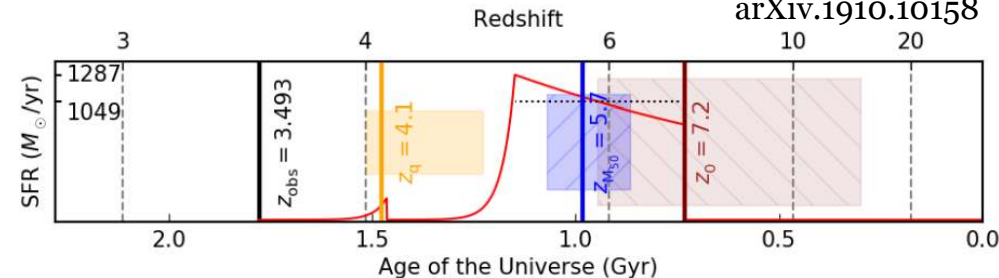 arXiv.1910.10158
Redshift
3 4 6 10 20
SFR (M☉/yr)
1287
1049
z_obs = 3.493
z_q = 4.1
z_M50 = 5.7
z_0 = 7.2
2.0 1.5 1.0 0.5 0.0
Age of the Universe (Gyr)